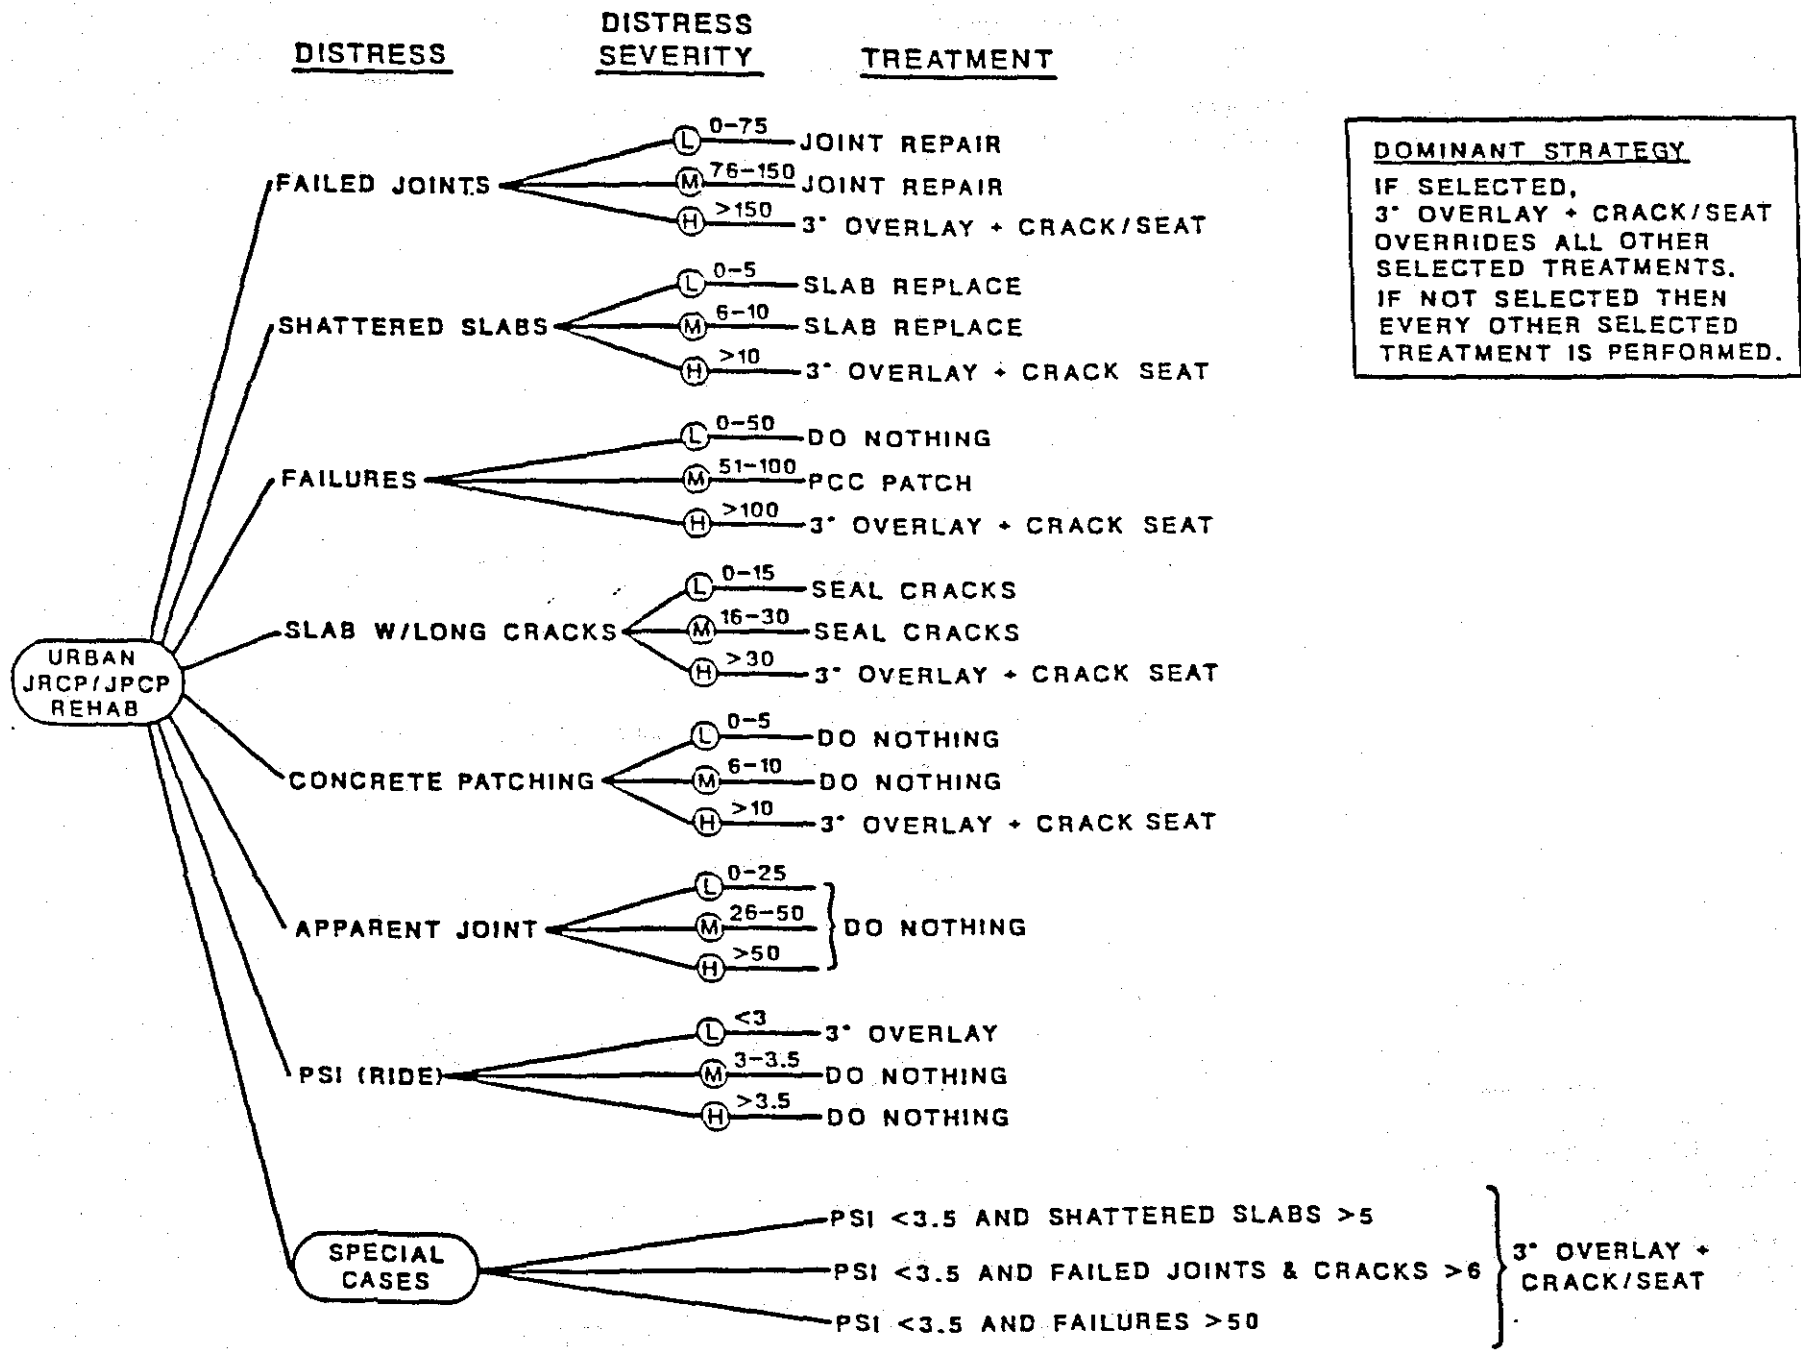 DISTRESS
DISTRESS
SEVERITY
TREATMENT
DOMINANT STRATEGY
IF SELECTED,
3" OVERLAY + CRACK/SEAT
OVERRIDES ALL OTHER
SELECTED TREATMENTS.
IF NOT SELECTED THEN
EVERY OTHER SELECTED
TREATMENT IS PERFORMED.
URBAN
JRCP/JPCP
REHAB
FAILED JOINTS
L 0-75 JOINT REPAIR
M 76-150 JOINT REPAIR
H >150 3" OVERLAY + CRACK/SEAT
SHATTERED SLABS
L 0-5 SLAB REPLACE
M 6-10 SLAB REPLACE
H >10 3" OVERLAY + CRACK SEAT
FAILURES
L 0-50 DO NOTHING
M 51-100 PCC PATCH
H >100 3" OVERLAY + CRACK SEAT
SLAB W/LONG CRACKS
L 0-15 SEAL CRACKS
M 16-30 SEAL CRACKS
H >30 3" OVERLAY + CRACK SEAT
CONCRETE PATCHING
L 0-5 DO NOTHING
M 6-10 DO NOTHING
H >10 3" OVERLAY + CRACK SEAT
APPARENT JOINT
L 0-25
M 26-50
H >50
DO NOTHING
PSI (RIDE)
L <3 3" OVERLAY
M 3-3.5 DO NOTHING
H >3.5 DO NOTHING
SPECIAL
CASES
PSI <3.5 AND SHATTERED SLABS >5
PSI <3.5 AND FAILED JOINTS & CRACKS >6
PSI <3.5 AND FAILURES >50
3" OVERLAY +
CRACK/SEAT